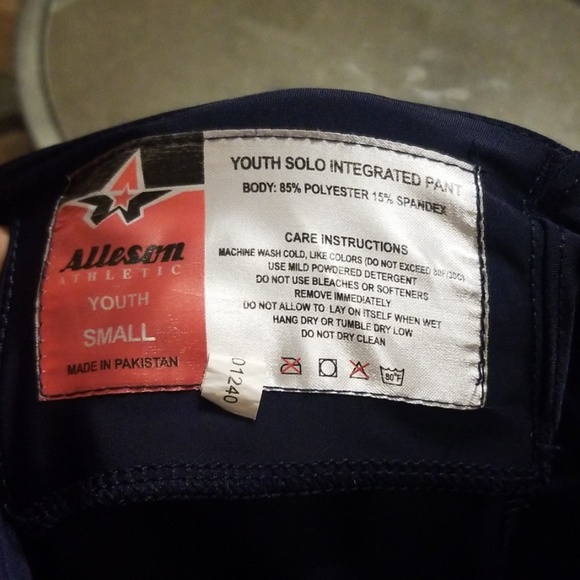 Alleson
ATHLETIC
YOUTH
SMALL
MADE IN PAKISTAN
YOUTH SOLO INTEGRATED PANT
BODY: 85% POLYESTER 15% SPANDEX
CARE INSTRUCTIONS
MACHINE WASH COLD, LIKE COLORS (DO NOT EXCEED 80F/30C)
USE MILD POWDERED DETERGENT
DO NOT USE BLEACHES OR SOFTENERS
REMOVE IMMEDIATELY
DO NOT ALLOW TO LAY ON ITSELF WHEN WET
HANG DRY OR TUMBLE DRY LOW
DO NOT DRY CLEAN
80°F
01240